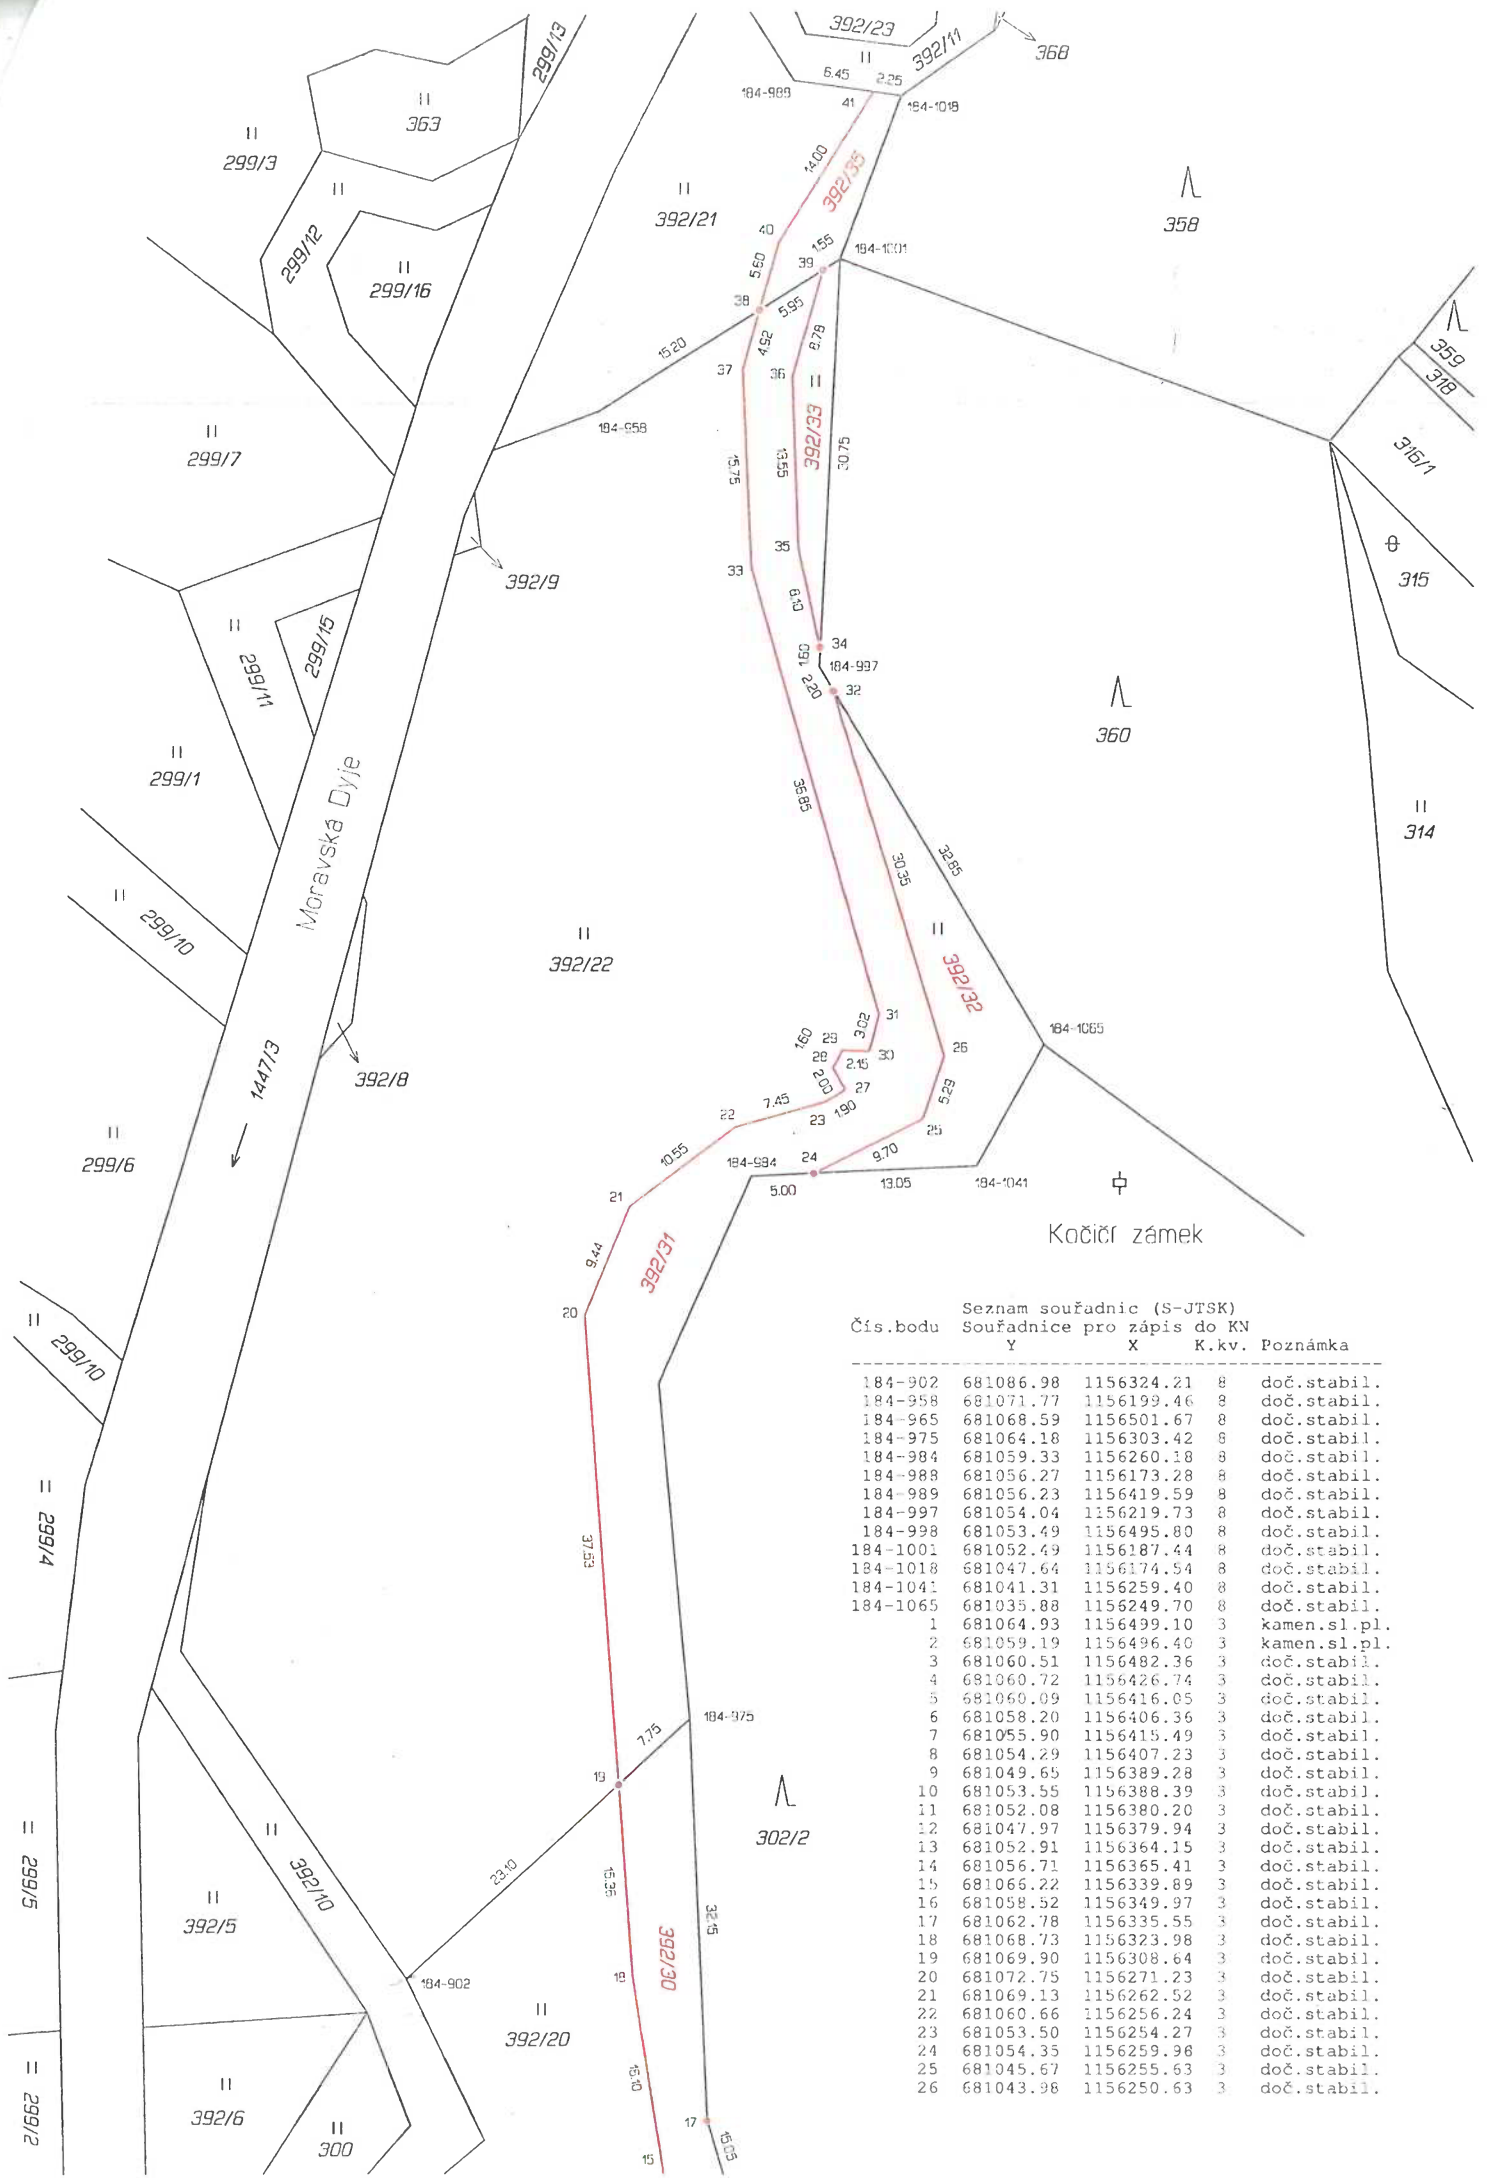 392/23
368
299/13
392/11
II
6.45
2.25
184-988
41
184-1018
II
363
II
299/3
14.00
392/35
II
II
392/21
358
299/12
40
1.55
184-1001
39
5.60
II
299/16
38
5.95
4.92
8.78
15.20
37
36
II
359
318
184-958
392/33
II
299/7
15.75
13.55
30.75
316/1
35
33
392/9
315
6.10
II
299/15
299/11
34
1.60
184-997
2.20
32
360
II
299/1
Moravská Dyje
36.85
II
314
30.35
32.85
II
299/10
II
392/22
II
392/32
31
3.02
184-1065
1.60
29
30
26
28
2.15
2.00
27
1447/3
392/8
5.29
7.45
22
23
1.90
25
II
299/6
10.55
184-984
24
9.70
5.00
13.05
184-1041
21
Kočičí zámek
9.44
392/31
20
II
299/10
Seznam souřadnic (S-JTSK)
Čís.bodu Souřadnice pro zápis do KN
Y X K.kv. Poznámka
184-902 681086.98 1156324.21 8 doč.stabil.
184-958 681071.77 1156199.46 8 doč.stabil.
184-965 681068.59 1156501.67 8 doč.stabil.
184-975 681064.18 1156303.42 8 doč.stabil.
184-984 681059.33 1156260.18 8 doč.stabil.
184-988 681056.27 1156173.28 8 doč.stabil.
184-989 681056.23 1156419.59 8 doč.stabil.
184-997 681054.04 1156219.73 8 doč.stabil.
184-998 681053.49 1156495.80 8 doč.stabil.
184-1001 681052.49 1156187.44 8 doč.stabil.
184-1018 681047.64 1156174.54 8 doč.stabil.
184-1041 681041.31 1156259.40 8 doč.stabil.
184-1065 681035.88 1156249.70 8 doč.stabil.
1 681064.93 1156499.10 3 kamen.sl.pl.
2 681059.19 1156496.40 3 kamen.sl.pl.
3 681060.51 1156482.36 3 doč.stabil.
4 681060.72 1156426.74 3 doč.stabil.
5 681060.09 1156416.05 3 doč.stabil.
6 681058.20 1156406.36 3 doč.stabil.
7 681055.90 1156415.49 3 doč.stabil.
8 681054.29 1156407.23 3 doč.stabil.
9 681049.65 1156389.28 3 doč.stabil.
10 681053.55 1156388.39 3 doč.stabil.
11 681052.08 1156380.20 3 doč.stabil.
12 681047.97 1156379.94 3 doč.stabil.
13 681052.91 1156364.15 3 doč.stabil.
14 681056.71 1156365.41 3 doč.stabil.
15 681066.22 1156339.89 3 doč.stabil.
16 681058.52 1156349.97 3 doč.stabil.
17 681062.78 1156335.55 3 doč.stabil.
18 681068.73 1156323.98 3 doč.stabil.
19 681069.90 1156308.64 3 doč.stabil.
20 681072.75 1156271.23 3 doč.stabil.
21 681069.13 1156262.52 3 doč.stabil.
22 681060.66 1156256.24 3 doč.stabil.
23 681053.50 1156254.27 3 doč.stabil.
24 681054.35 1156259.96 3 doč.stabil.
25 681045.67 1156255.63 3 doč.stabil.
26 681043.98 1156250.63 3 doč.stabil.
II
299/4
37.53
184-975
7.75
19
302/2
II
299/5
II
392/10
23.10
15.35
32.15
II
392/5
392/30
18
184-902
II
392/20
II
299/2
II
392/6
15.10
II
300
17
15.05
15